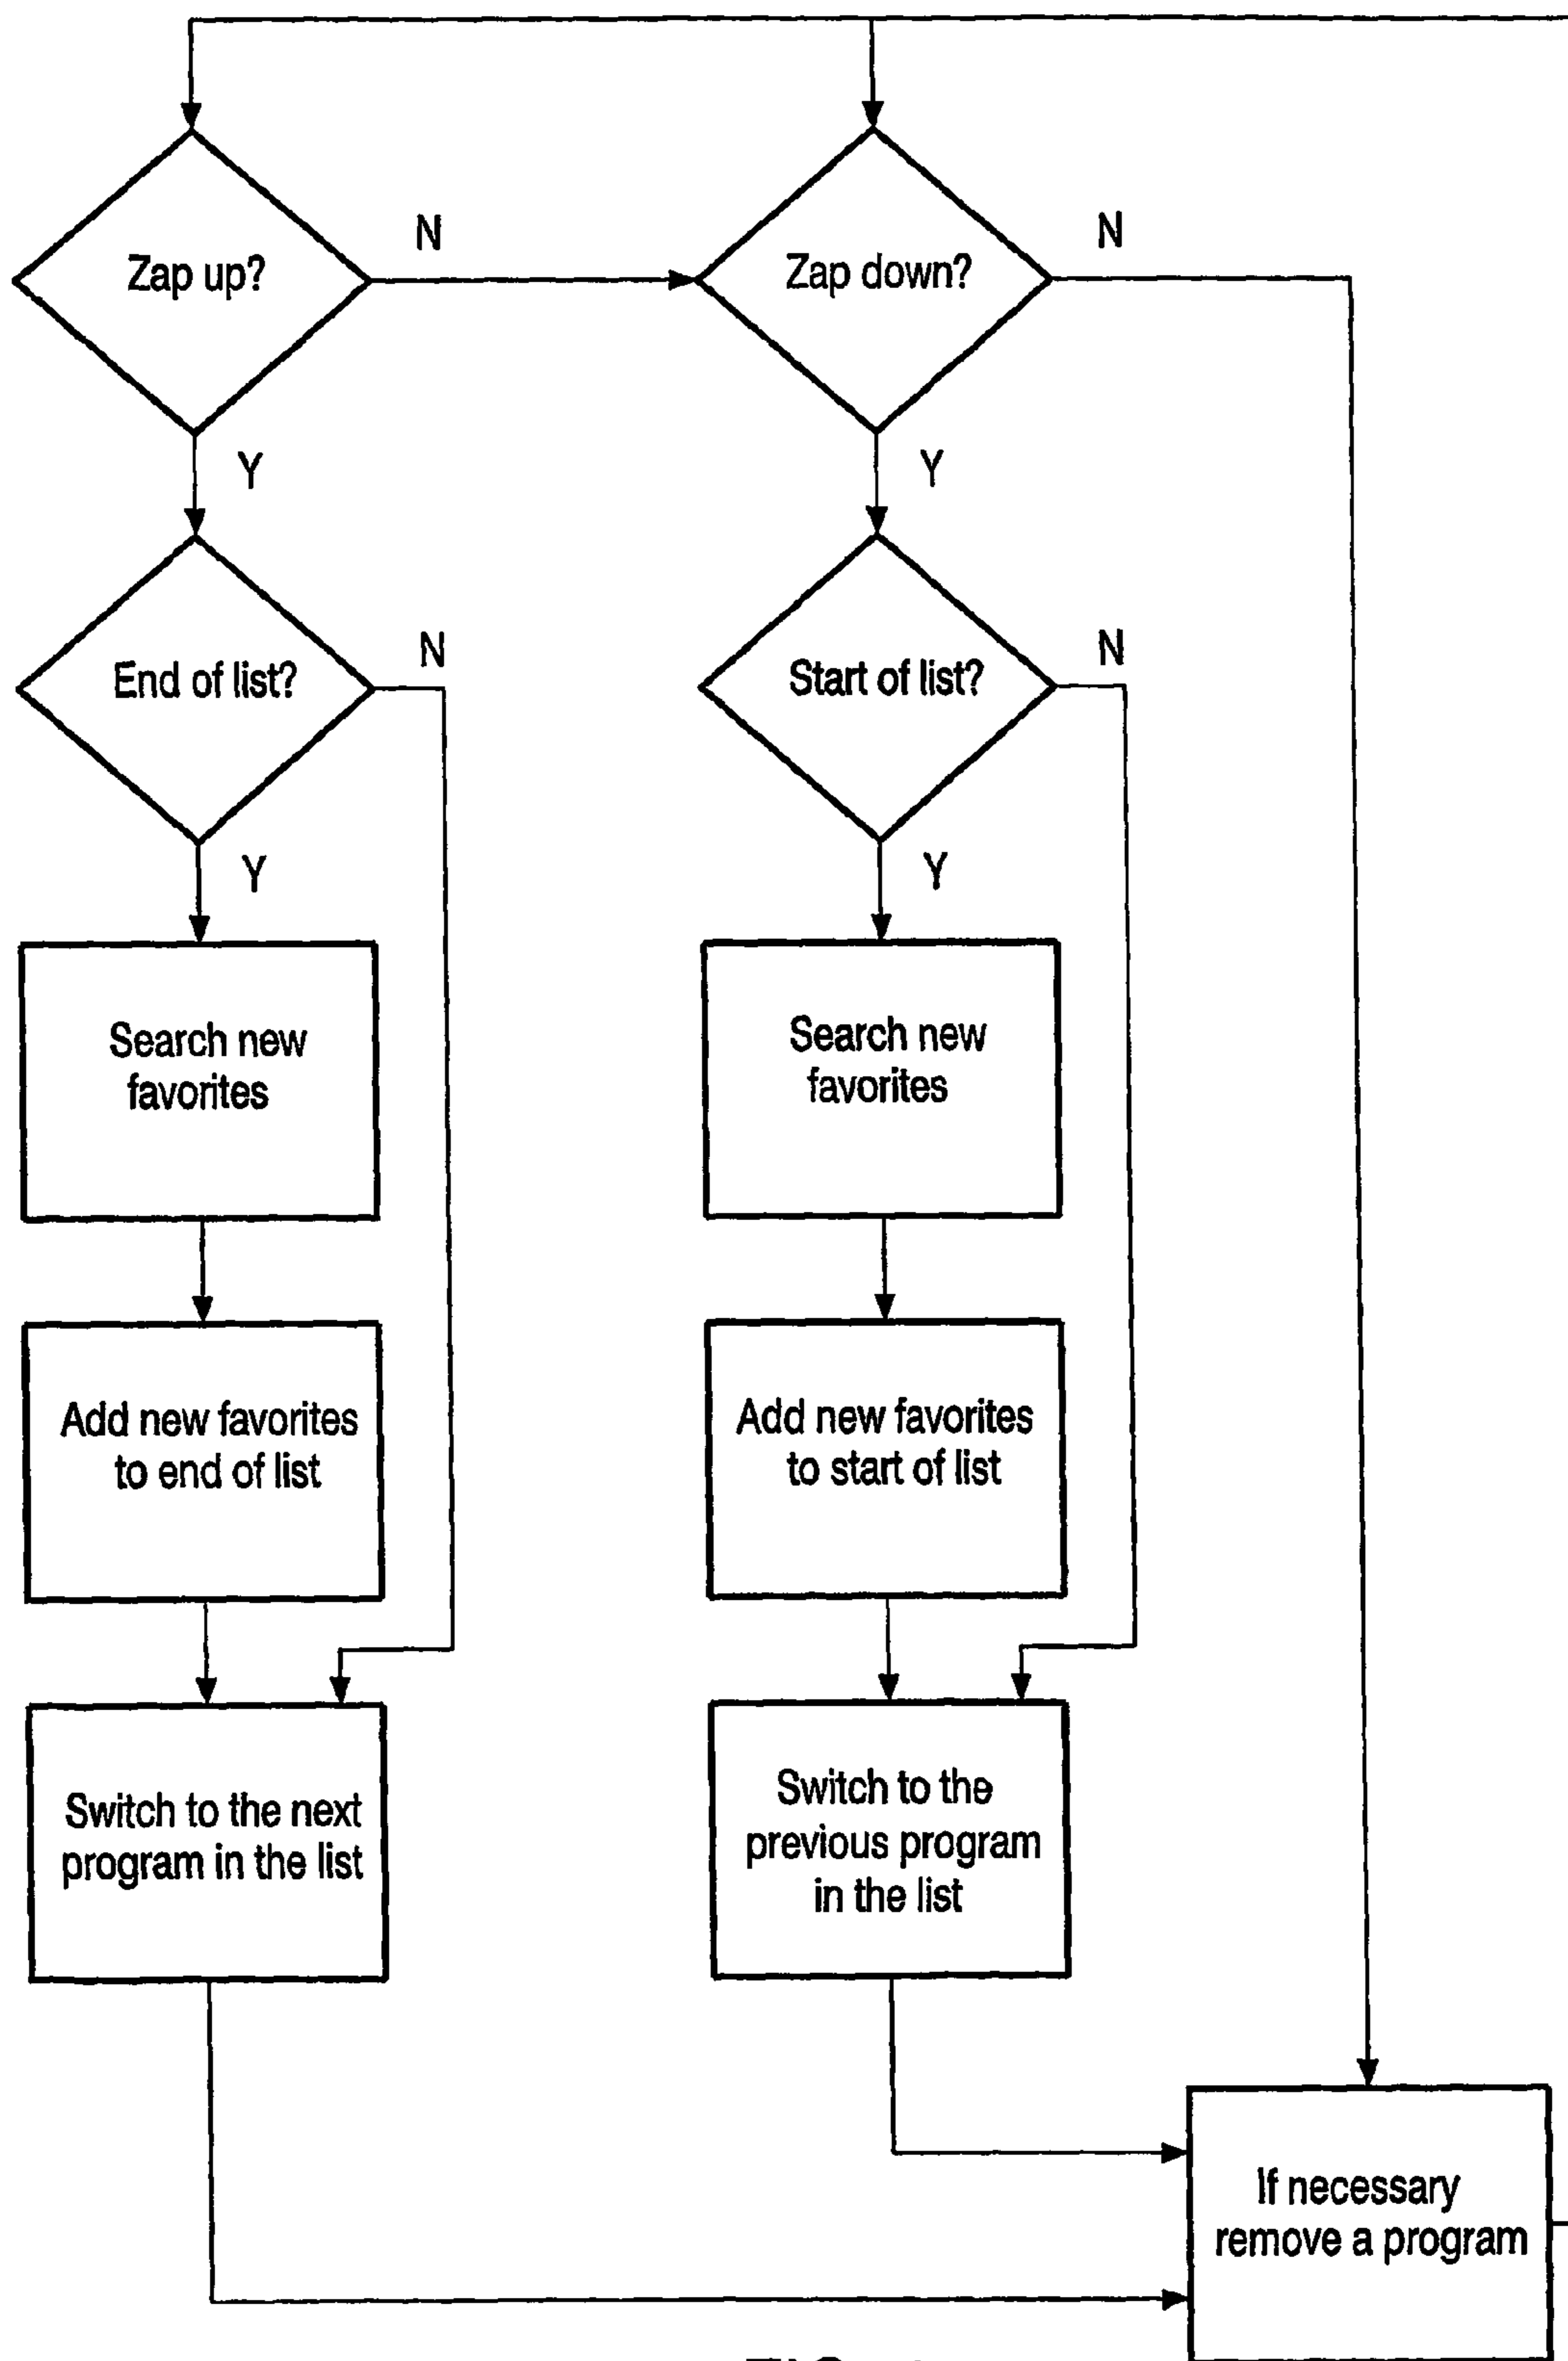 Zap up?
N
Zap down?
N
Y
Y
End of list?
N
Start of list?
N
Y
Y
Search new
favorites
Search new
favorites
Add new favorites
to end of list
Add new favorites
to start of list
Switch to the next
program in the list
Switch to the
previous program
in the list
If necessary
remove a program